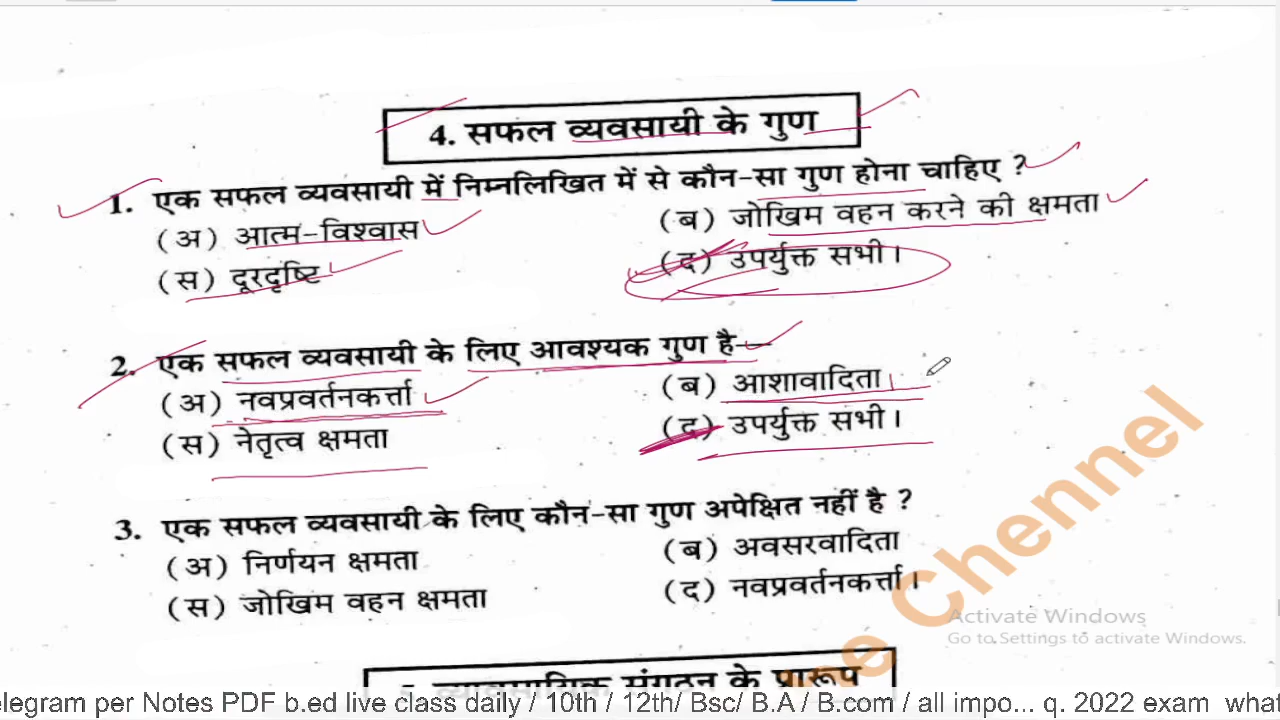 4. सफल व्यवसायी के गुण
1. एक सफल व्यवसायी में निम्नलिखित में से कौन-सा गुण होना चाहिए ?
(अ) आत्म-विश्वास (ब) जोखिम वहन करने की क्षमता
(स) दूरदृष्टि (द) उपर्युक्त सभी।
2. एक सफल व्यवसायी के लिए आवश्यक गुण है—
(अ) नवप्रवर्तनकर्त्ता (ब) आशावादिता
(स) नेतृत्व क्षमता (द) उपर्युक्त सभी।
3. एक सफल व्यवसायी के लिए कौन-सा गुण अपेक्षित नहीं है ?
(अ) निर्णयन क्षमता (ब) अवसरवादिता
(स) जोखिम वहन क्षमता (द) नवप्रवर्तनकर्त्ता।
Chennel
Activate Windows
Go to Settings to activate Windows.
5. व्यावसायिक संगठन के प्रारूप
elegram per Notes PDF b.ed live class daily / 10th / 12th/ Bsc/ B.A / B.com / all impo... q. 2022 exam what